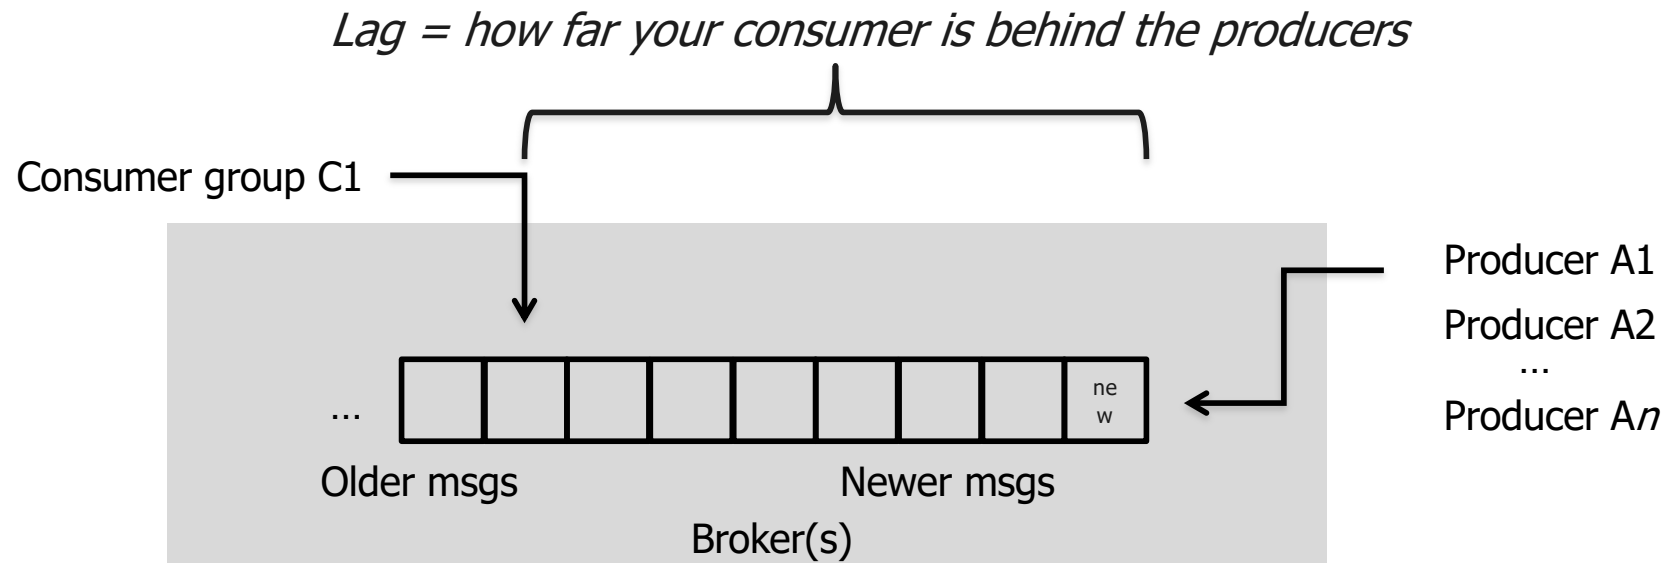 Lag = how far your consumer is behind the producers
Consumer group C1
Producer A1
Producer A2
...
Producer An
ne
w
...
Older msgs
Newer msgs
Broker(s)